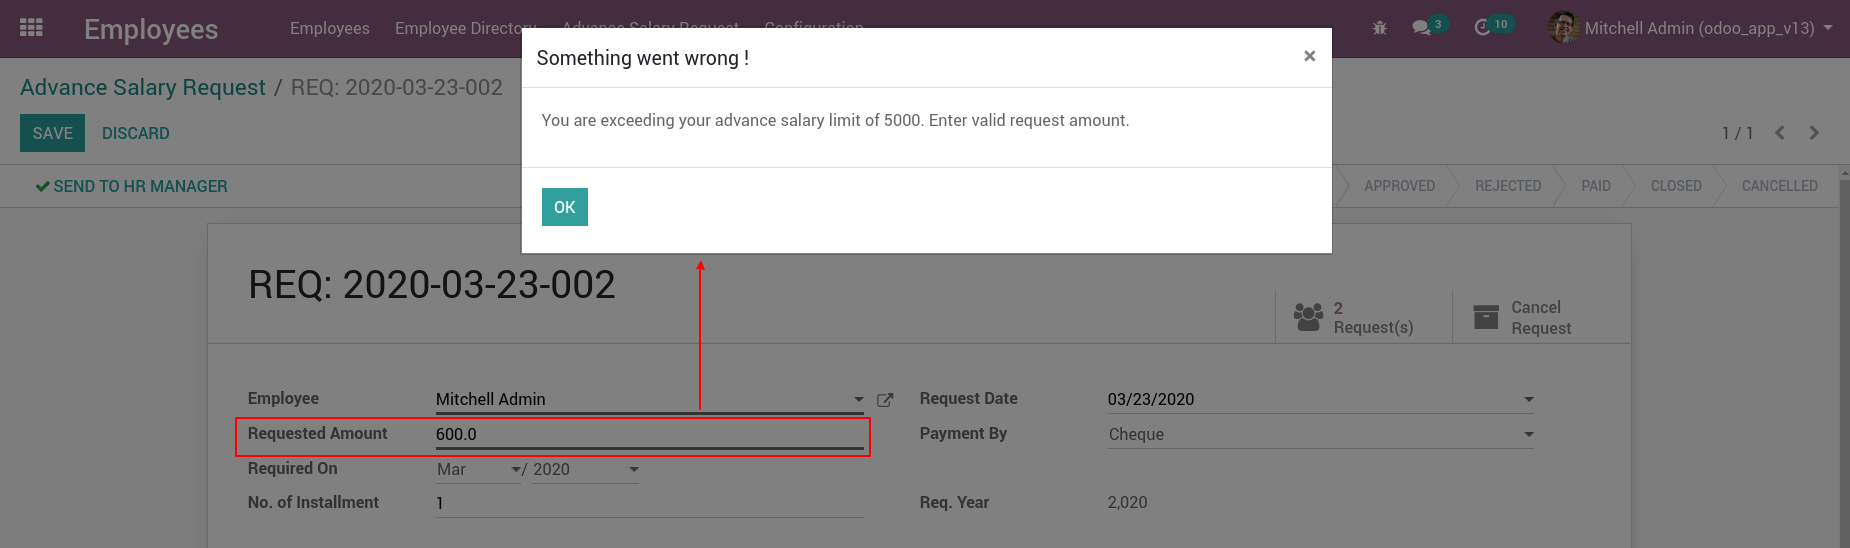 Employees Employees Employee Directory Advance Salary Request Configuration 3 10 Mitchell Admin (odoo_app_v13)
Something went wrong ! ×
Advance Salary Request / REQ: 2020-03-23-002
You are exceeding your advance salary limit of 5000. Enter valid request amount.
SAVE DISCARD 1 / 1
SEND TO HR MANAGER APPROVED REJECTED PAID CLOSED CANCELLED
OK
REQ: 2020-03-23-002
2
Request(s)
Cancel
Request
Employee Mitchell Admin Request Date 03/23/2020
Requested Amount 600.0 Payment By Cheque
Required On Mar / 2020
No. of Installment 1 Req. Year 2,020